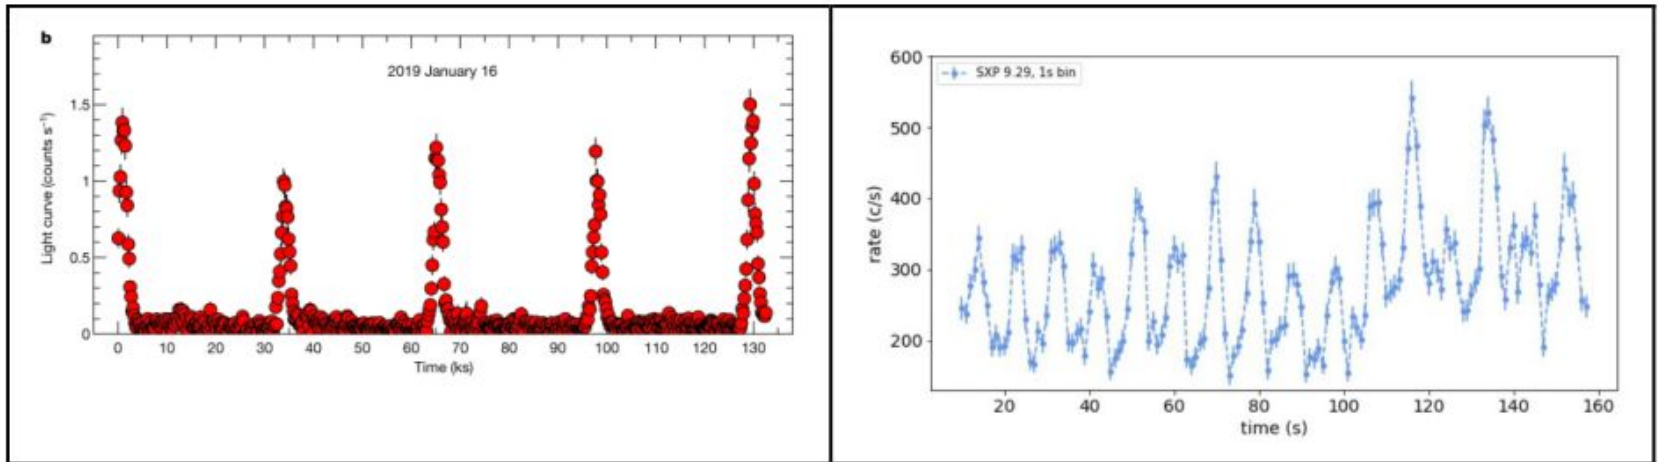 b
2019 January 16
Light curve (counts s⁻¹)
1.5
1
0.5
0
0 10 20 30 40 50 60 70 80 90 100 110 120 130
Time (ks)
SXP 9.29, 1s bin
rate (c/s)
600
500
400
300
200
20 40 60 80 100 120 140 160
time (s)